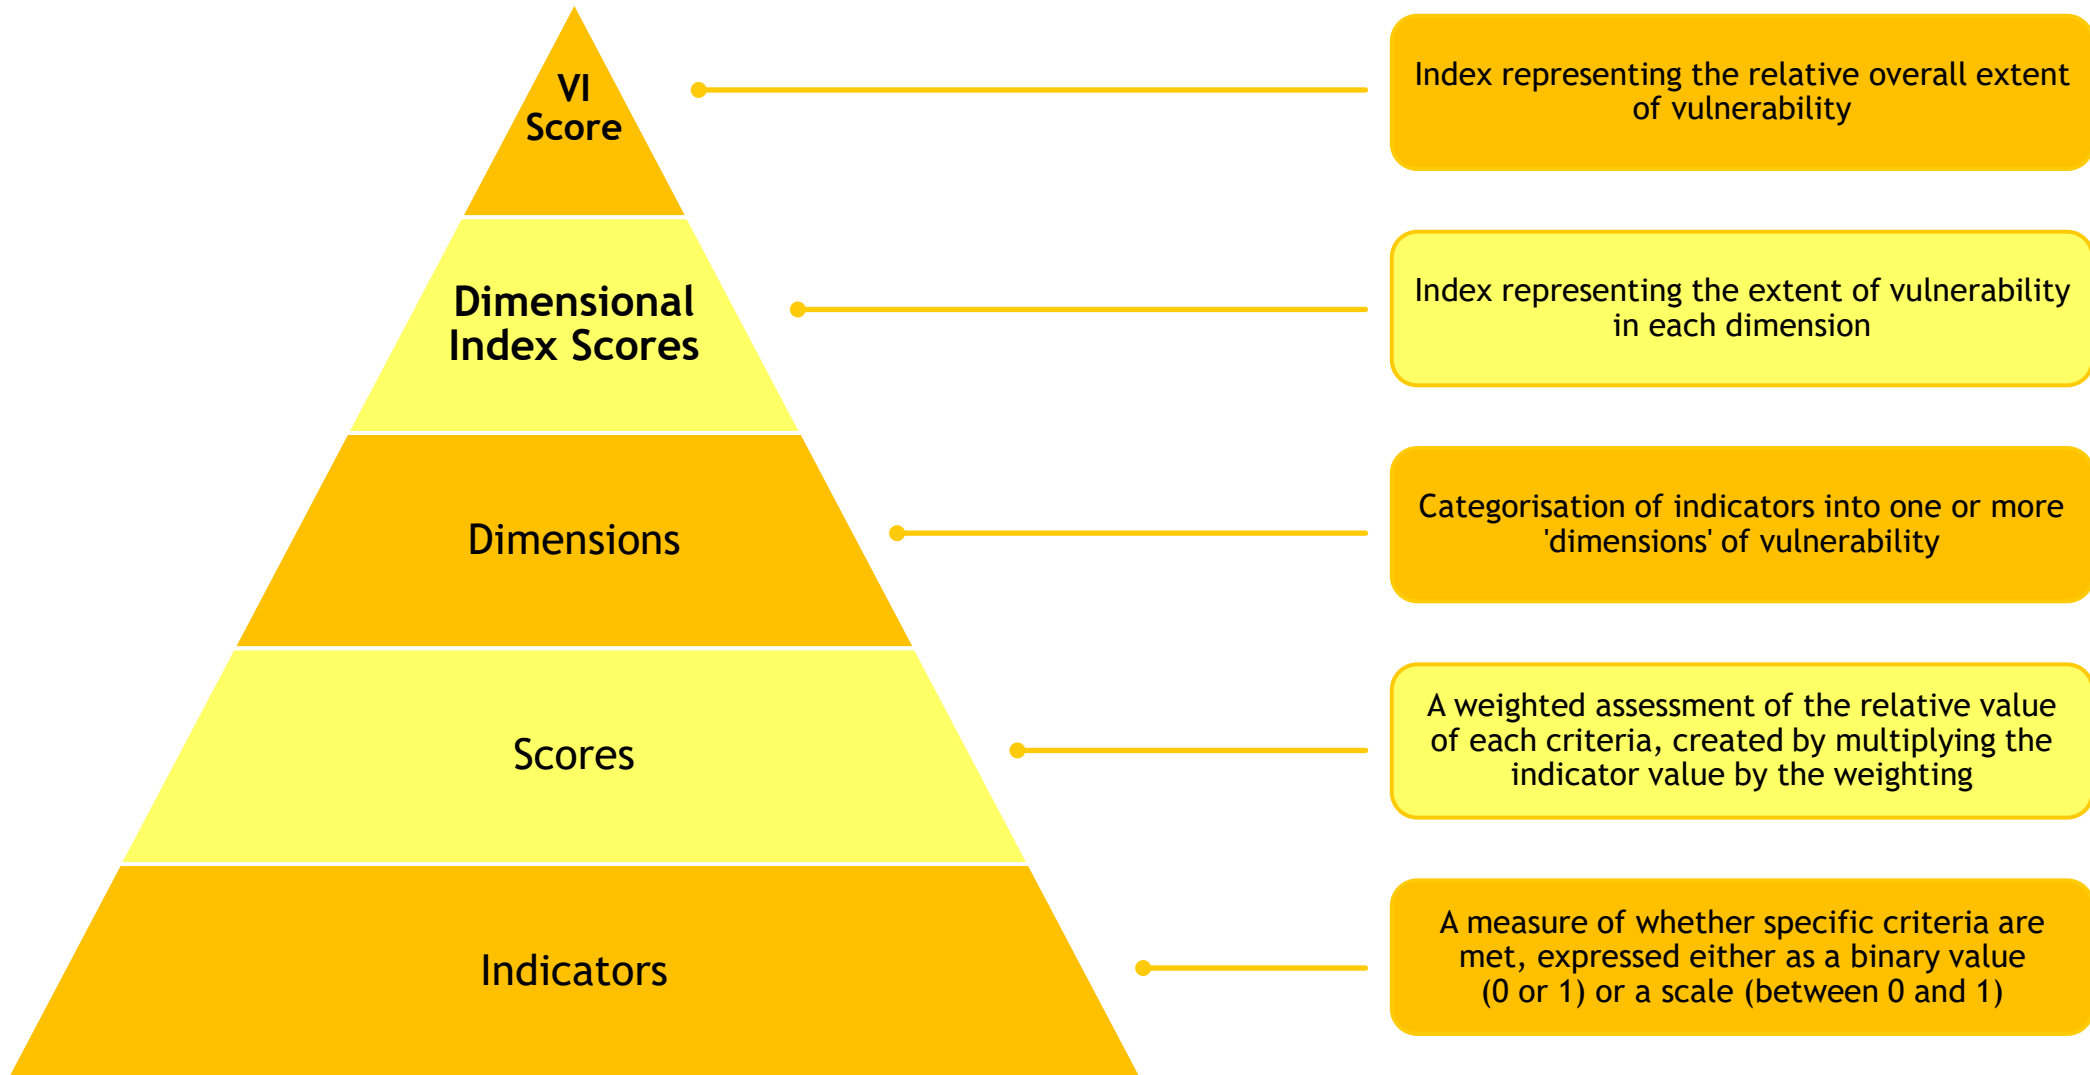 VI
Score
Index representing the relative overall extent
of vulnerability
Dimensional
Index Scores
Index representing the extent of vulnerability
in each dimension
Dimensions
Categorisation of indicators into one or more
'dimensions' of vulnerability
Scores
A weighted assessment of the relative value
of each criteria, created by multiplying the
indicator value by the weighting
Indicators
A measure of whether specific criteria are
met, expressed either as a binary value
(0 or 1) or a scale (between 0 and 1)